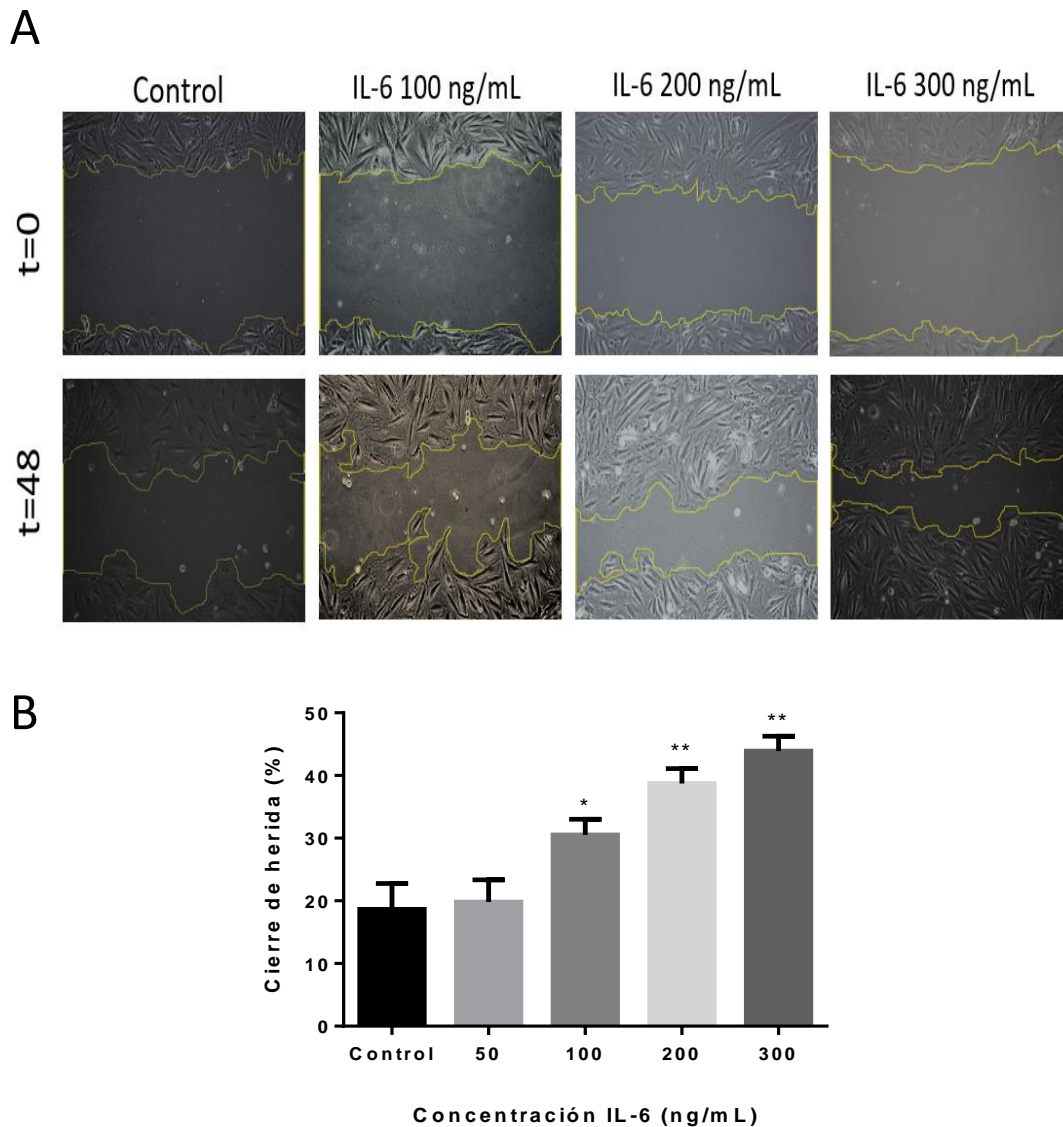 A
Control
IL-6 100 ng/mL
IL-6 200 ng/mL
IL-6 300 ng/mL
t=0
t=48
B
Cierre de herida (%)
50
40
30
20
10
0
*
**
**
Control 50 100 200 300
Concentración IL-6 (ng/mL)